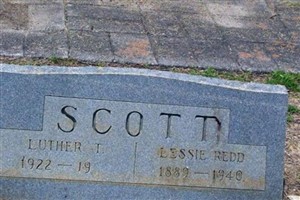 SCOTT
LUTHER T.
LESSIE REDD
1922 — 19
1889 — 1940